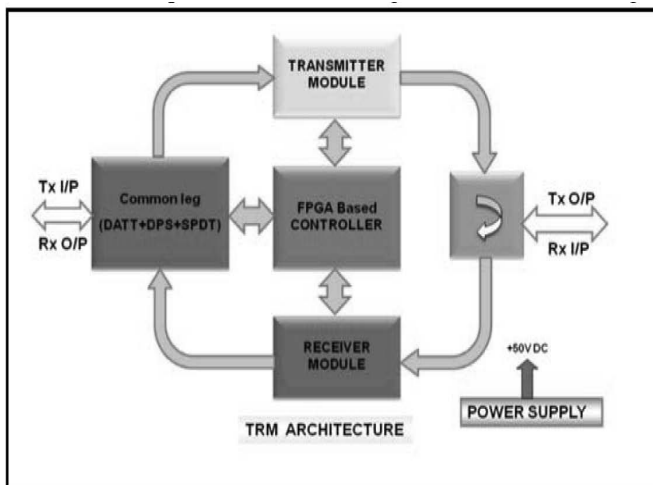 TRANSMITTER
MODULE
Tx I/P
Rx O/P
Common leg
(DATT+DPS+SPDT)
FPGA Based
CONTROLLER
Tx O/P
Rx I/P
RECEIVER
MODULE
+50V DC
POWER SUPPLY
TRM ARCHITECTURE